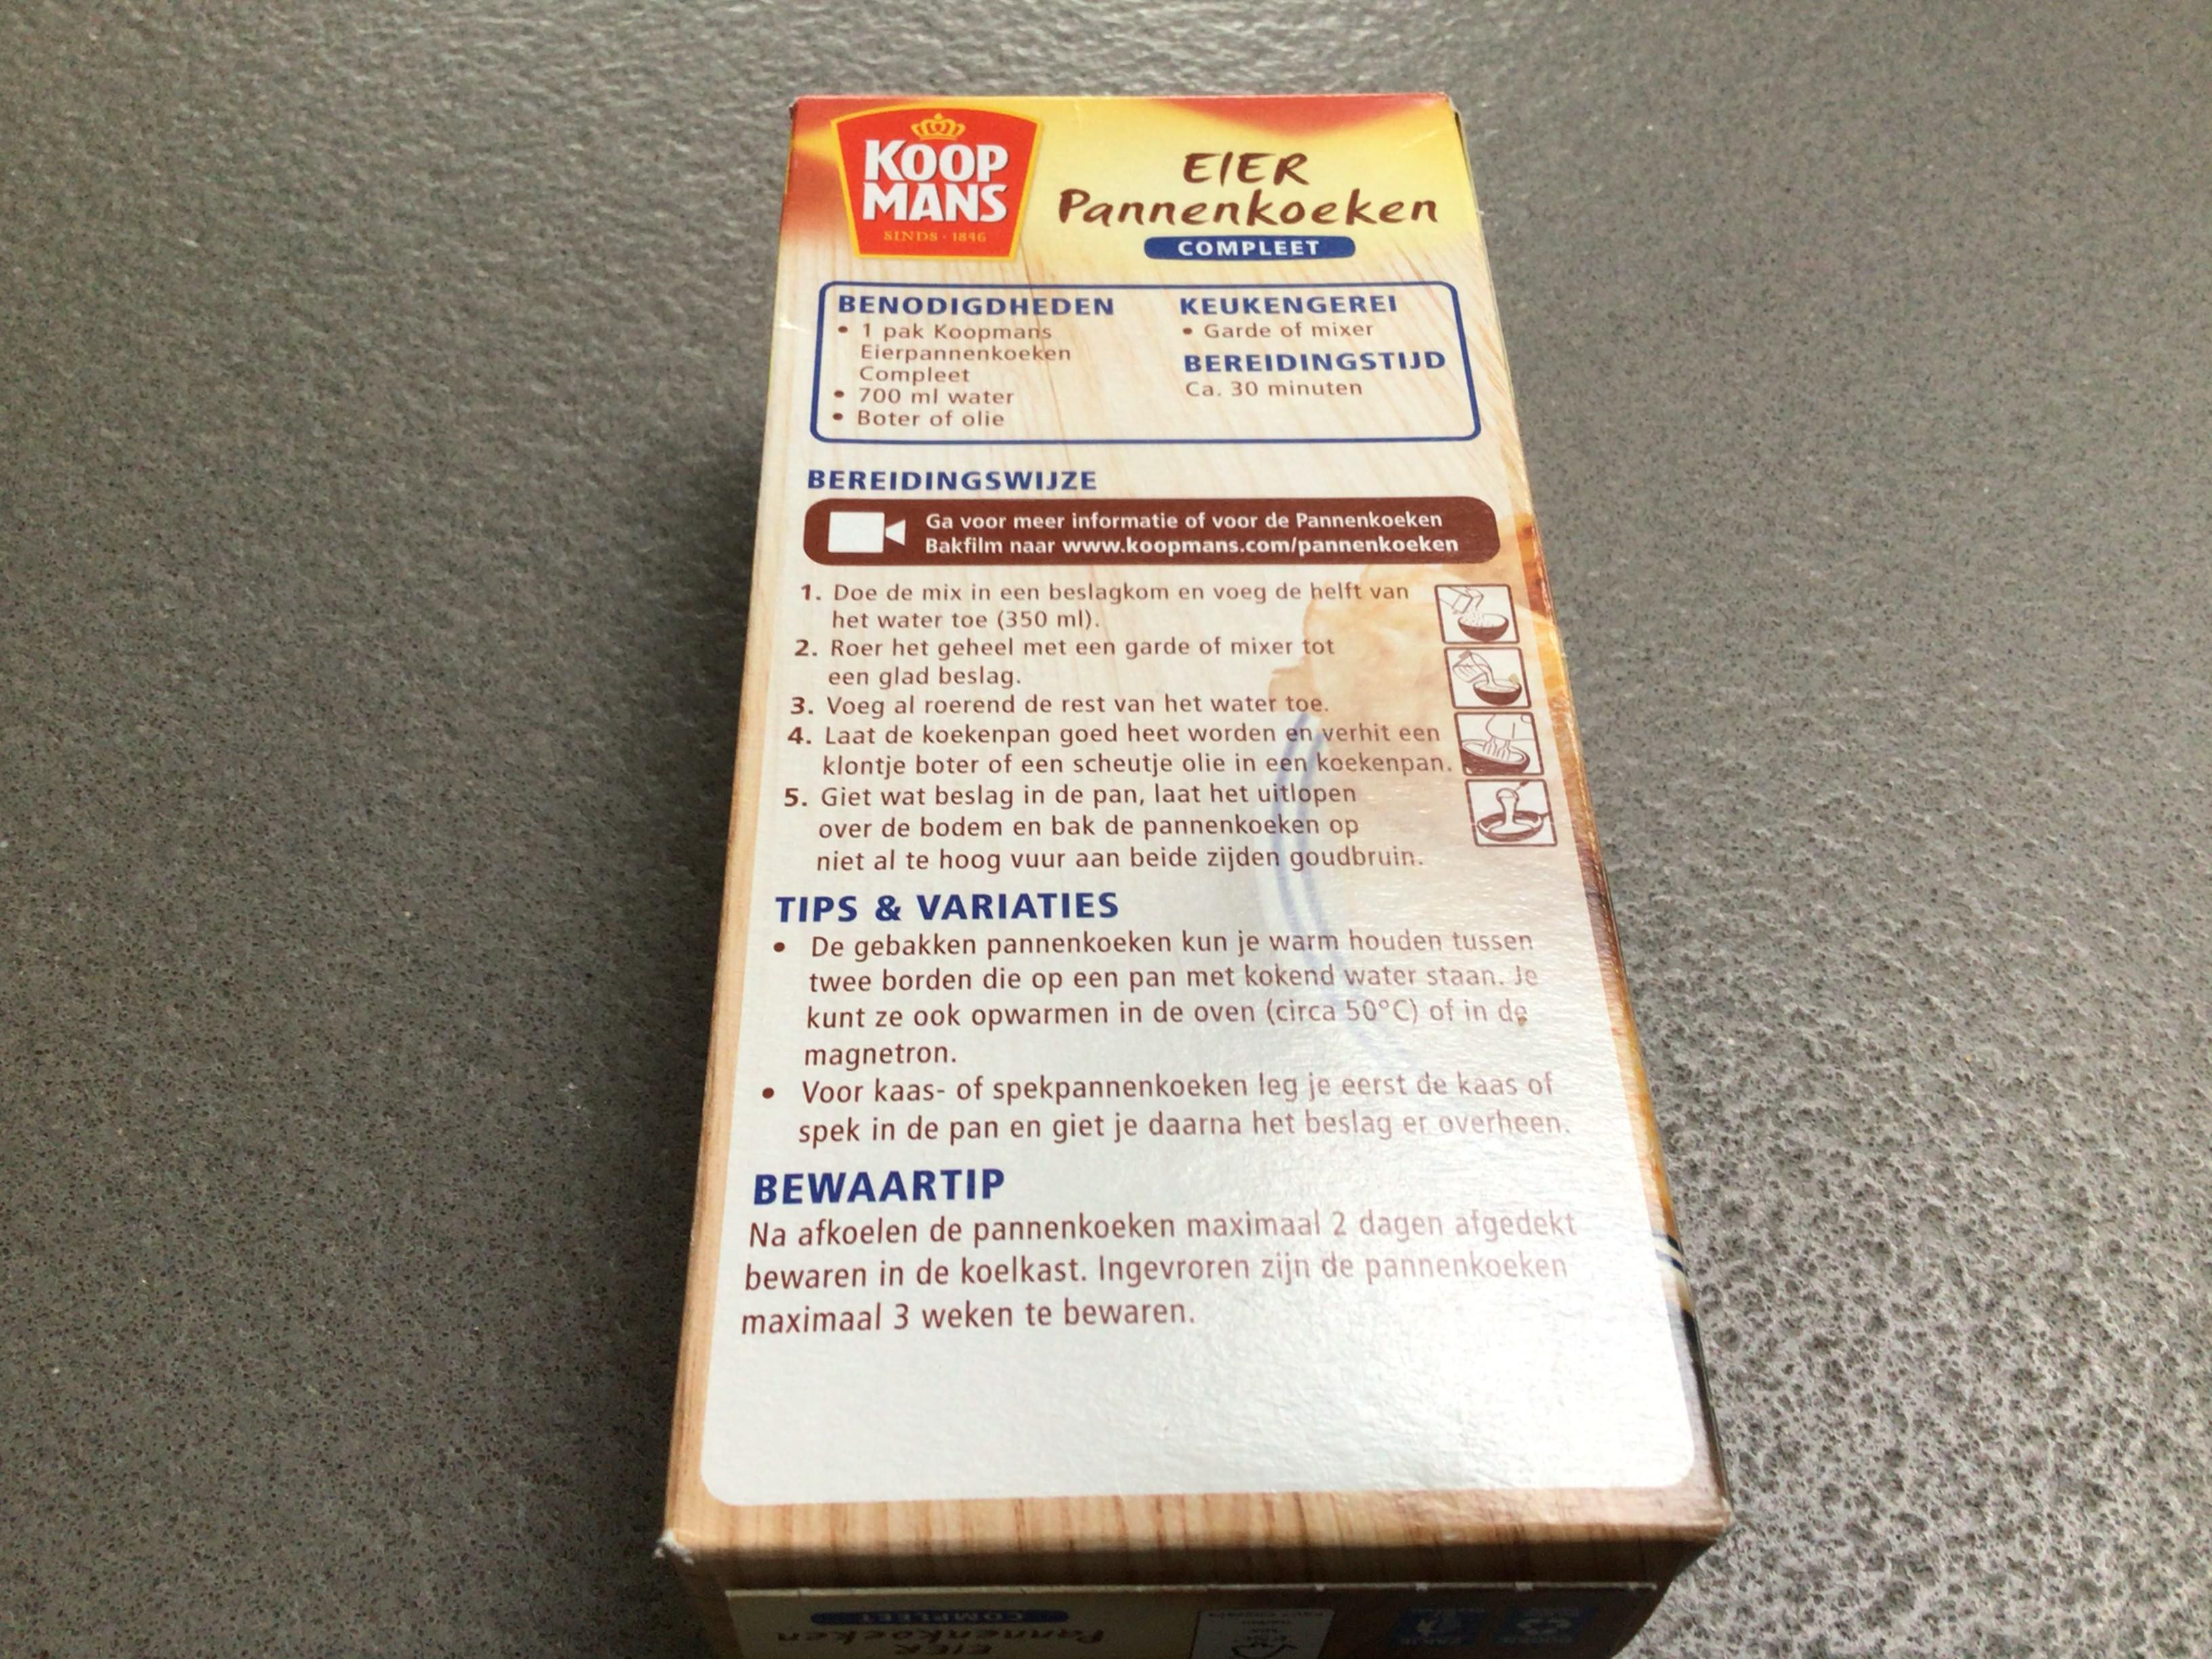 KOOP
MANS
SINDS · 1846
EIER
Pannenkoeken
COMPLEET
BENODIGDHEDEN
• 1 pak Koopmans
Eierpannenkoeken
Compleet
• 700 ml water
• Boter of olie
KEUKENGEREI
• Garde of mixer
BEREIDINGSTIJD
Ca. 30 minuten
BEREIDINGSWIJZE
Ga voor meer informatie of voor de Pannenkoeken
Bakfilm naar www.koopmans.com/pannenkoeken
1. Doe de mix in een beslagkom en voeg de helft van
het water toe (350 ml).
2. Roer het geheel met een garde of mixer tot
een glad beslag.
3. Voeg al roerend de rest van het water toe.
4. Laat de koekenpan goed heet worden en verhit een
klontje boter of een scheutje olie in een koekenpan.
5. Giet wat beslag in de pan, laat het uitlopen
over de bodem en bak de pannenkoeken op
niet al te hoog vuur aan beide zijden goudbruin.
TIPS & VARIATIES
• De gebakken pannenkoeken kun je warm houden tussen
twee borden die op een pan met kokend water staan. Je
kunt ze ook opwarmen in de oven (circa 50°C) of in de
magnetron.
• Voor kaas- of spekpannenkoeken leg je eerst de kaas of
spek in de pan en giet je daarna het beslag er overheen.
BEWAARTIP
Na afkoelen de pannenkoeken maximaal 2 dagen afgedekt
bewaren in de koelkast. Ingevroren zijn de pannenkoeken
maximaal 3 weken te bewaren.
COMPLEET
Pannenkoeken
EIER